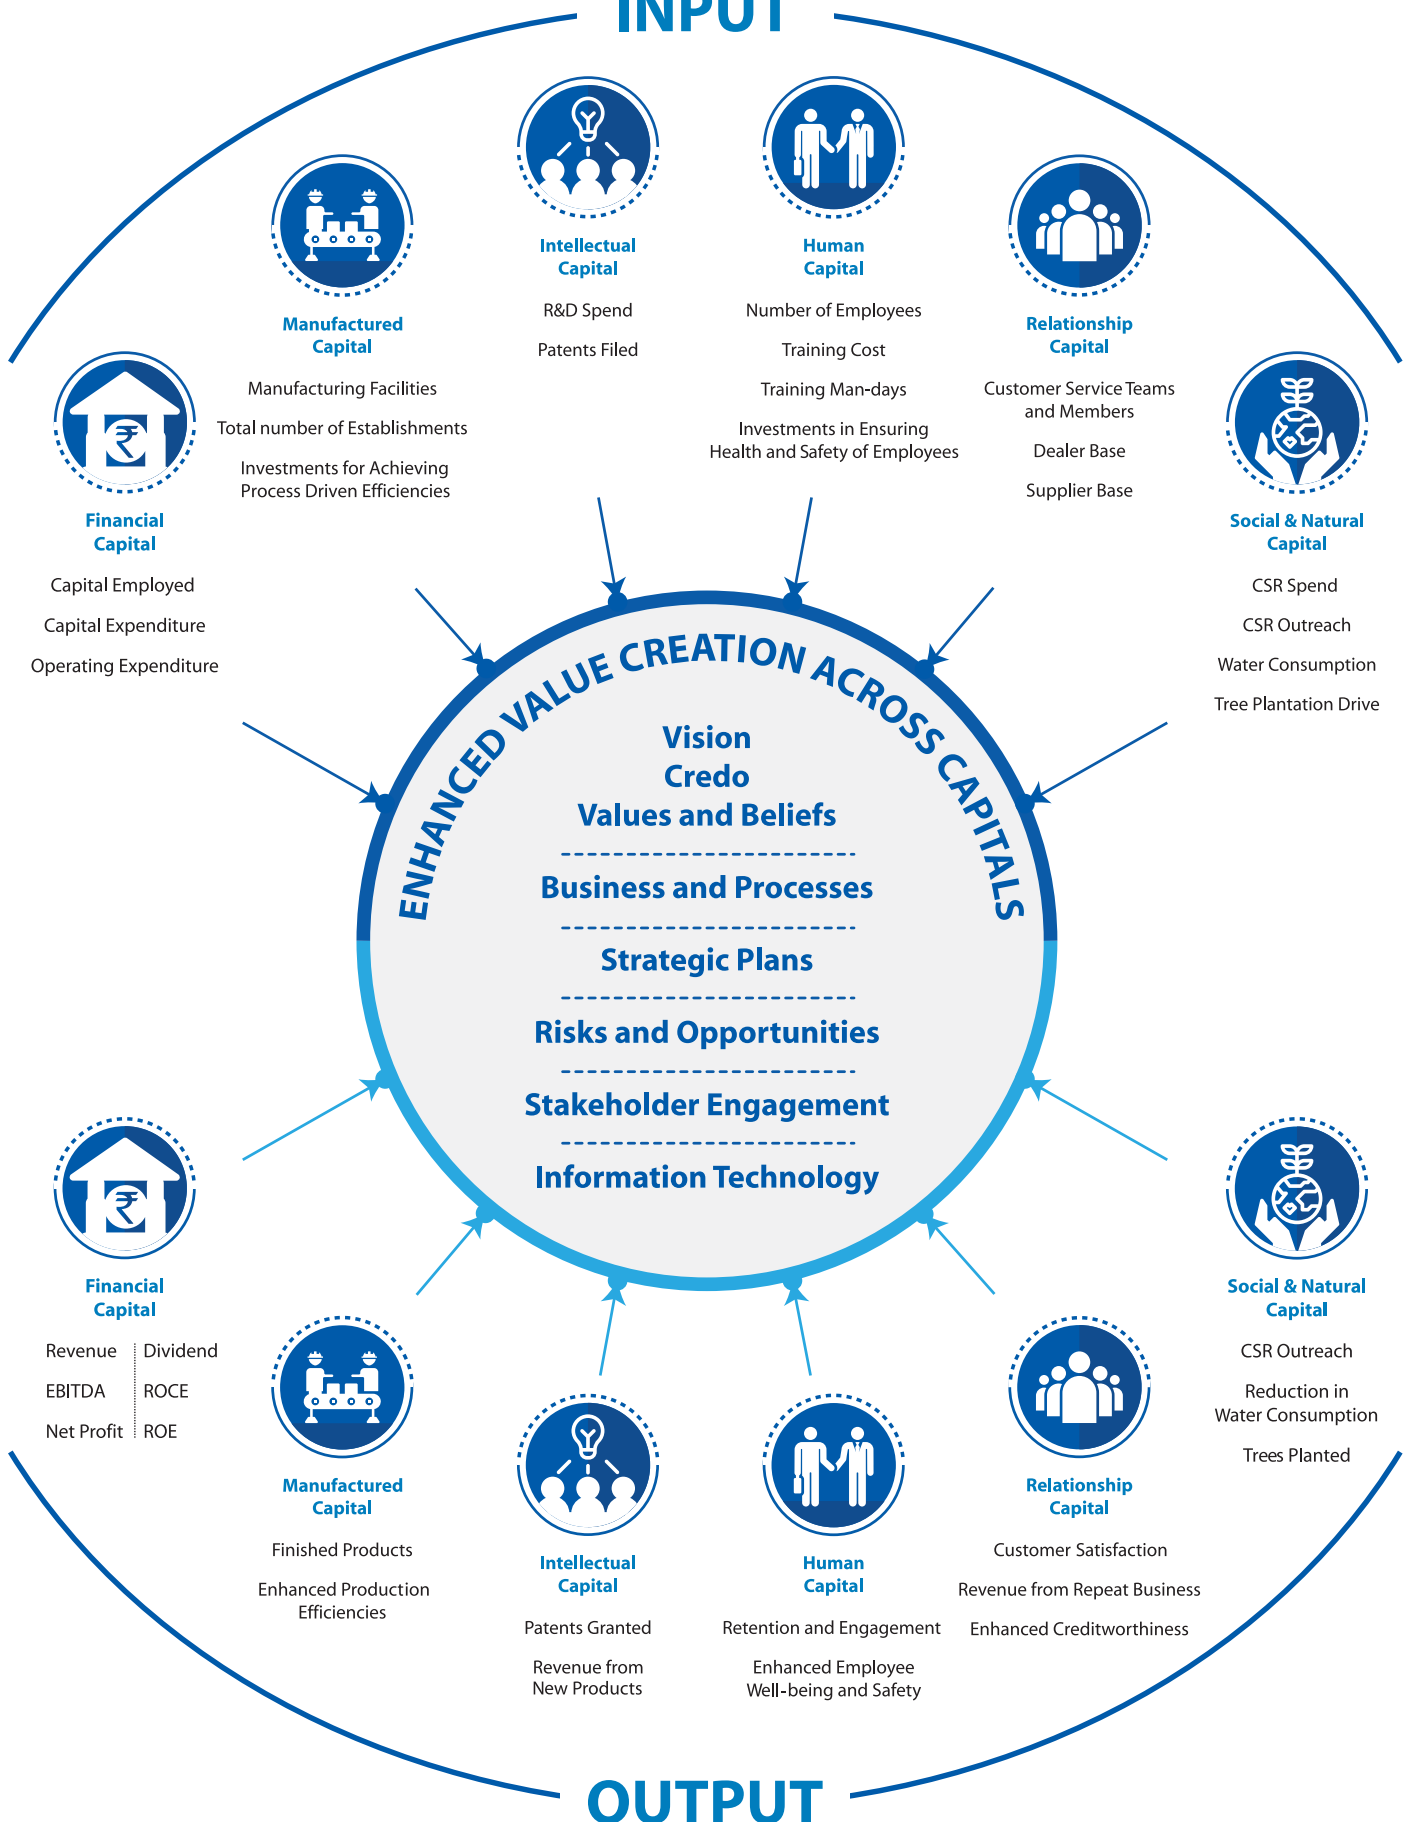 INPUT
Intellectual
Capital
R&D Spend
Patents Filed
Human
Capital
Number of Employees
Training Cost
Training Man-days
Investments in Ensuring
Health and Safety of Employees
Manufactured
Capital
Manufacturing Facilities
Total number of Establishments
Investments for Achieving
Process Driven Efficiencies
Relationship
Capital
Customer Service Teams
and Members
Dealer Base
Supplier Base
Financial
Capital
Capital Employed
Capital Expenditure
Operating Expenditure
Social & Natural
Capital
CSR Spend
CSR Outreach
Water Consumption
Tree Plantation Drive
ENHANCED VALUE CREATION ACROSS CAPITALS
Vision
Credo
Values and Beliefs
Business and Processes
Strategic Plans
Risks and Opportunities
Stakeholder Engagement
Information Technology
Financial
Capital
Revenue Dividend
EBITDA ROCE
Net Profit ROE
Manufactured
Capital
Finished Products
Enhanced Production
Efficiencies
Intellectual
Capital
Patents Granted
Revenue from
New Products
Human
Capital
Retention and Engagement
Enhanced Employee
Well-being and Safety
Relationship
Capital
Customer Satisfaction
Revenue from Repeat Business
Enhanced Creditworthiness
Social & Natural
Capital
CSR Outreach
Reduction in
Water Consumption
Trees Planted
OUTPUT